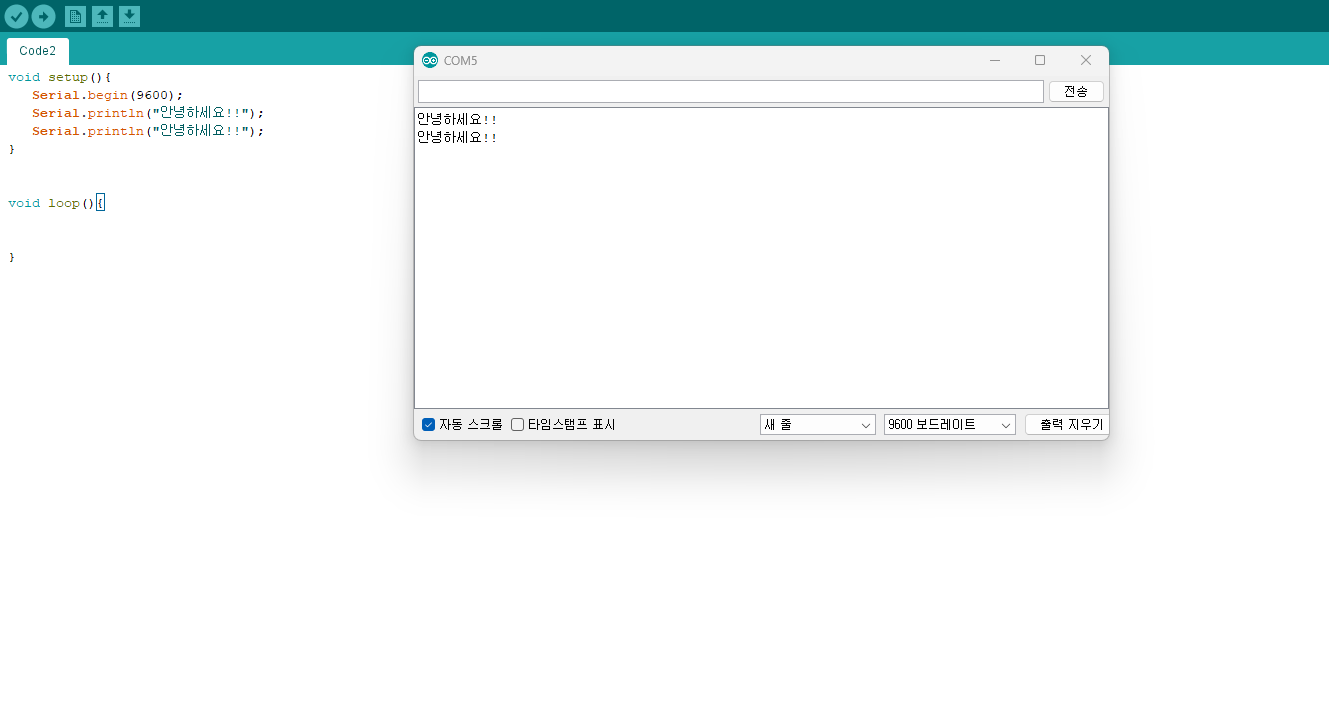 Code2
void setup(){
Serial.begin(9600);
Serial.println("안녕하세요!!");
Serial.println("안녕하세요!!");
}
void loop(){
}
COM5
전송
안녕하세요!!
안녕하세요!!
자동 스크롤 타임스탬프 표시 새 줄 9600 보드레이트 출력 지우기